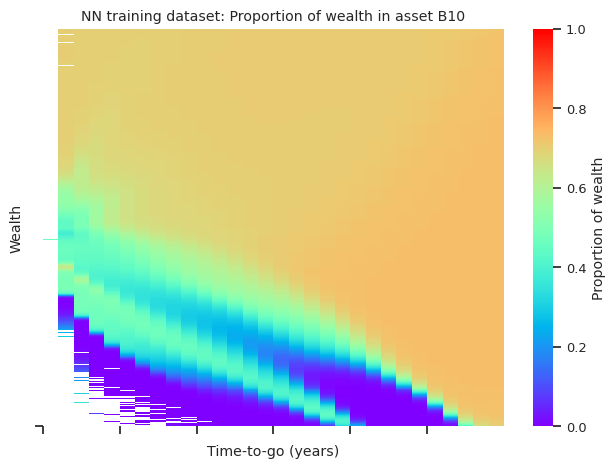 NN training dataset: Proportion of wealth in asset B10
Wealth
Time-to-go (years)
1.0
0.8
0.6
0.4
0.2
0.0
Proportion of wealth